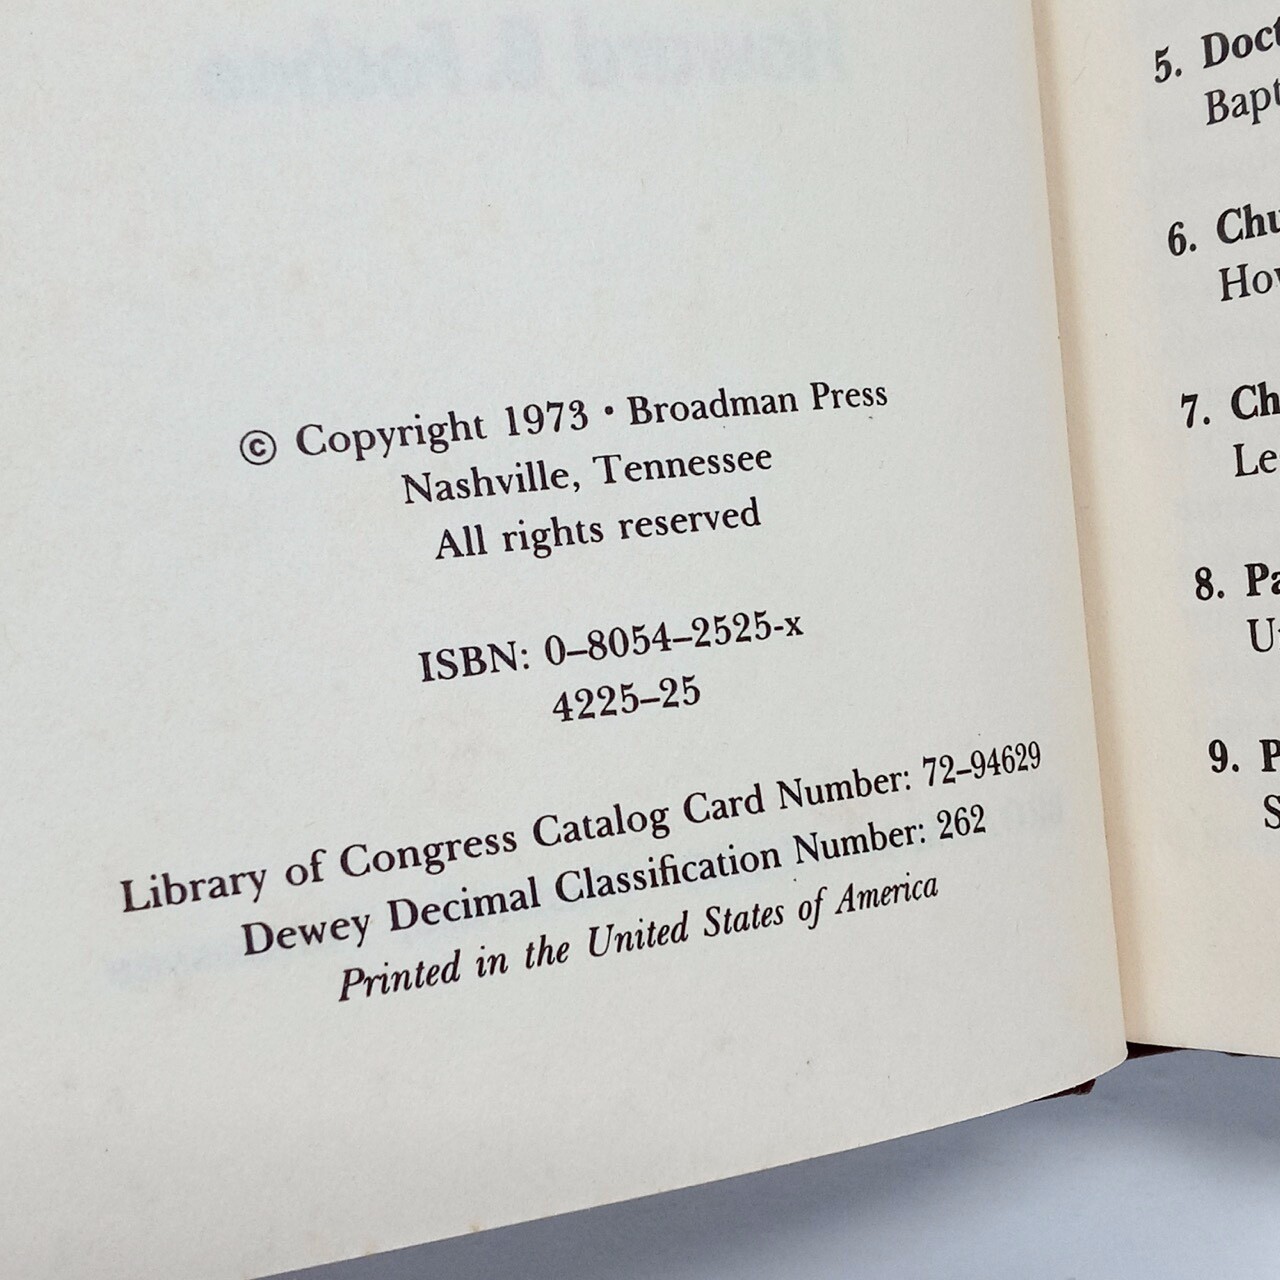 © Copyright 1973 • Broadman Press
Nashville, Tennessee
All rights reserved
ISBN: 0–8054–2525-x
4225–25
Library of Congress Catalog Card Number: 72–94629
Dewey Decimal Classification Number: 262
Printed in the United States of America
5. Doct
Bapt
6. Chu
How
7. Ch
Le
8. Pa
U
9. P
S